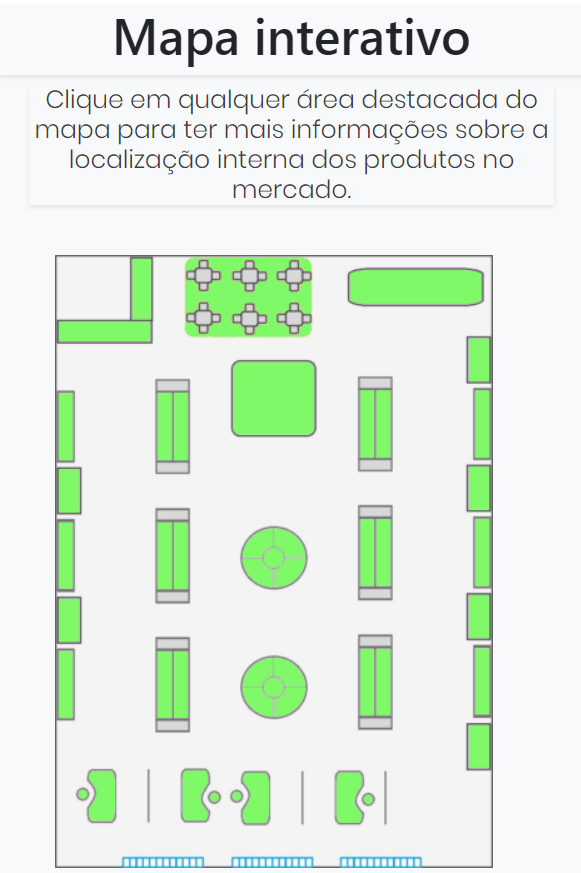 Mapa interativo
Clique em qualquer área destacada do
mapa para ter mais informações sobre a
localização interna dos produtos no
mercado.